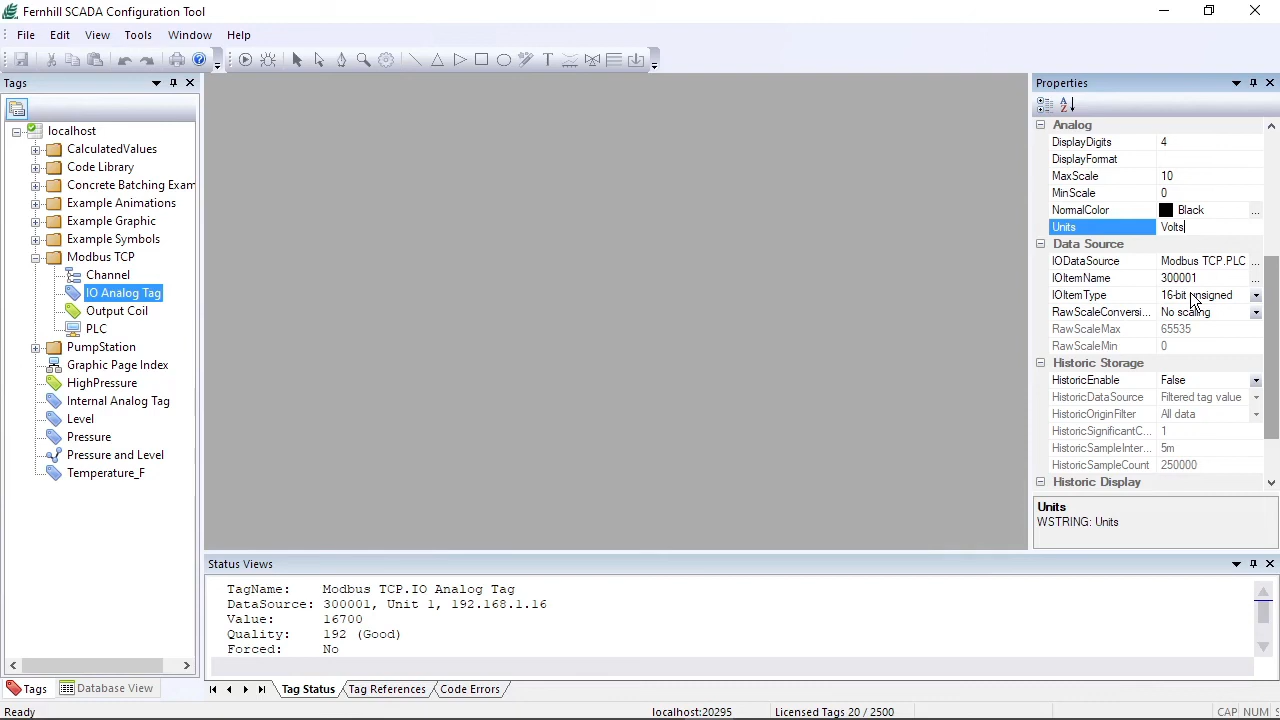 Fernhill SCADA Configuration Tool
File Edit View Tools Window Help
Tags
localhost
CalculatedValues
Code Library
Concrete Batching Exam
Example Animations
Example Graphic
Example Symbols
Modbus TCP
Channel
IO Analog Tag
Output Coil
PLC
PumpStation
Graphic Page Index
HighPressure
Internal Analog Tag
Level
Pressure
Pressure and Level
Temperature_F
Tags Database View
Properties
Analog
DisplayDigits 4
DisplayFormat
MaxScale 10
MinScale 0
NormalColor Black ...
Units Volts
Data Source
IODataSource Modbus TCP.PLC ...
IOItemName 300001 ...
IOItemType 16-bit unsigned
RawScaleConversi... No scaling
RawScaleMax 65535
RawScaleMin 0
Historic Storage
HistoricEnable False
HistoricDataSource Filtered tag value
HistoricOriginFilter All data
HistoricSignificantC... 1
HistoricSampleInter... 5m
HistoricSampleCount 250000
Historic Display
Units
WSTRING: Units
Status Views
TagName: Modbus TCP.IO Analog Tag
DataSource: 300001, Unit 1, 192.168.1.16
Value: 16700
Quality: 192 (Good)
Forced: No
Tag Status Tag References Code Errors
Ready localhost:20295 Licensed Tags 20 / 2500 CAP NUM